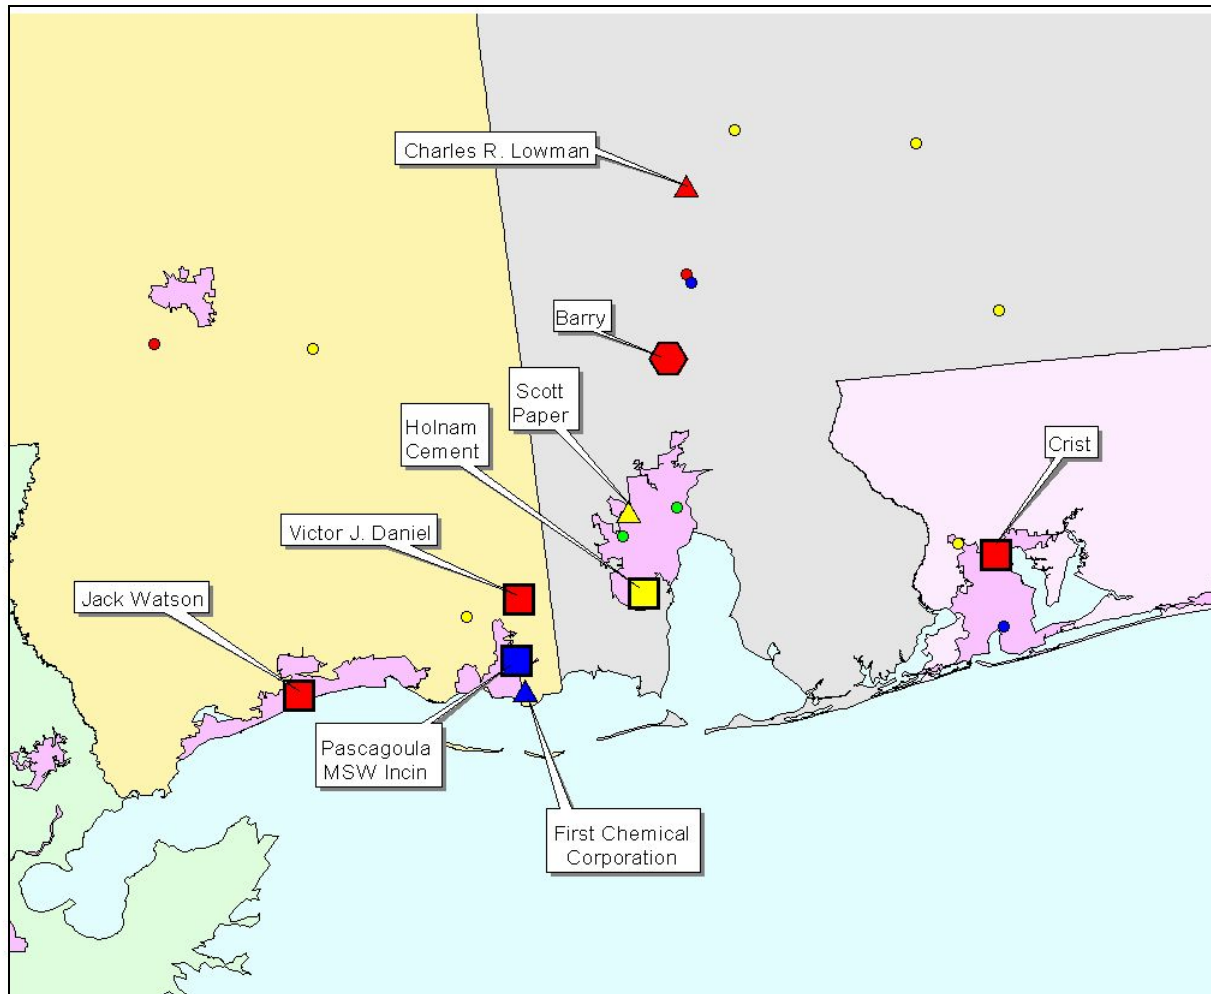 Charles R. Lowman
Barry
Scott
Paper
Holnam
Cement
Crist
Victor J. Daniel
Jack Watson
Pascagoula
MSW Incin
First Chemical
Corporation